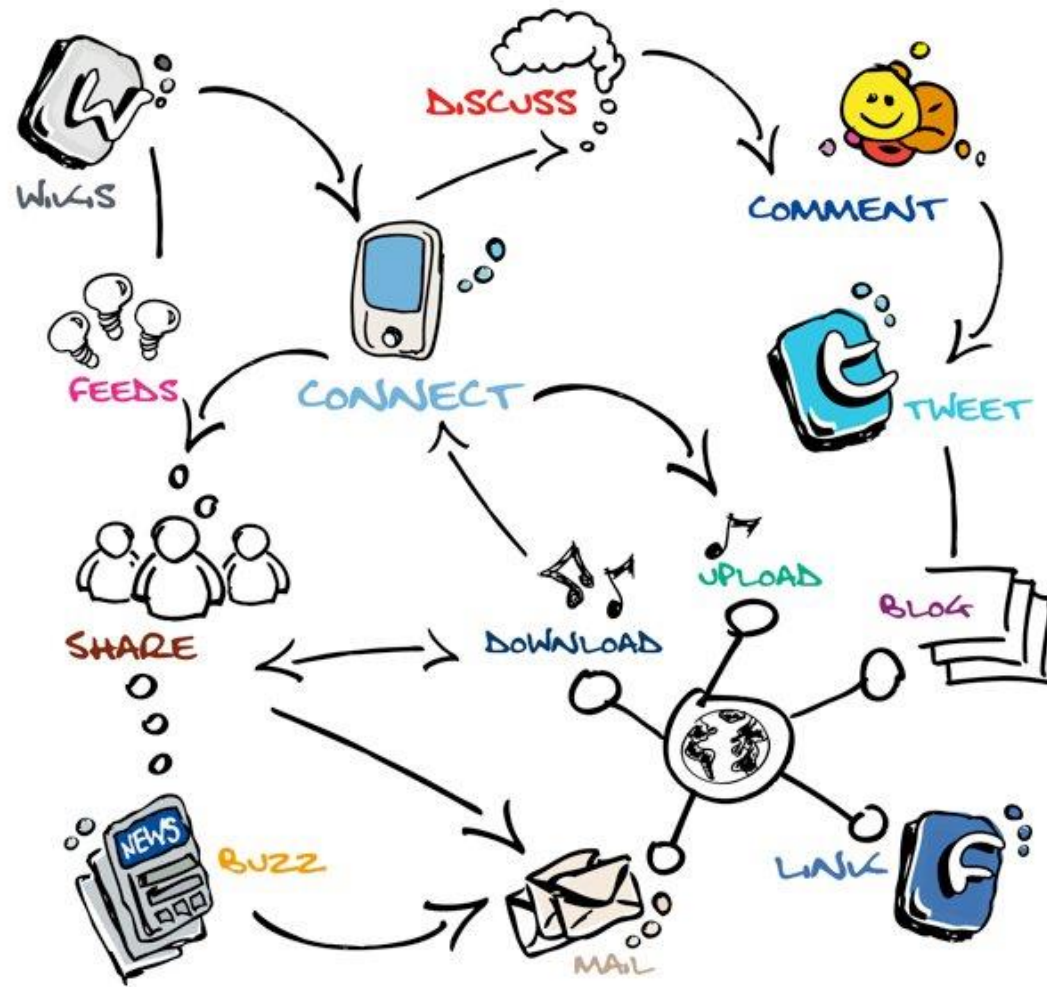 W
DISCUSS
WIKIS
COMMENT
FEEDS
CONNECT
t
TWEET
UPLOAD
BLOG
SHARE
DOWNLOAD
NEWS
BUZZ
LINK
F
MAIL